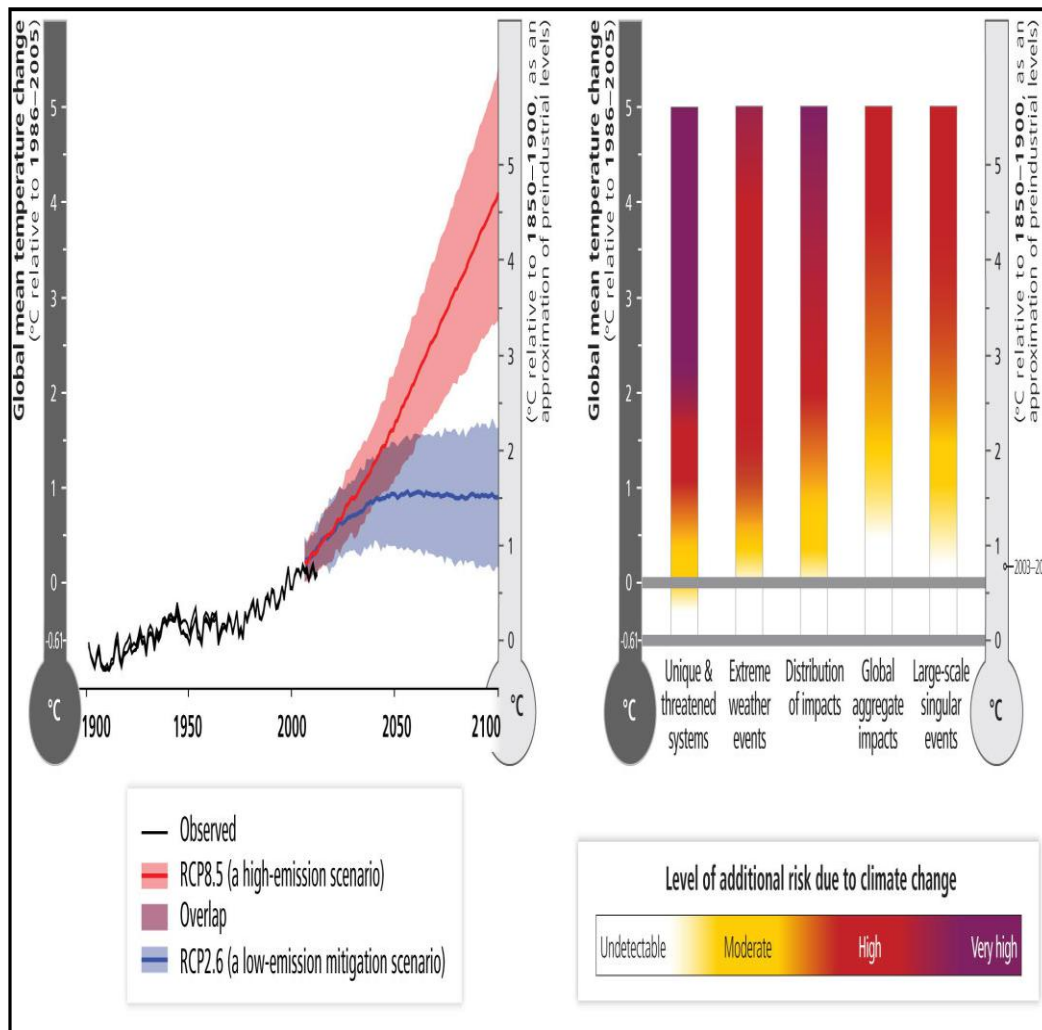 Global mean temperature change
(°C relative to 1986–2005)
5
4
3
2
1
0
-0.61
°C
(°C relative to 1850–1900, as an
approximation of preindustrial levels)
5
4
3
2
1
0
°C
1900
1950
2000
2050
2100
Observed
RCP8.5 (a high-emission scenario)
Overlap
RCP2.6 (a low-emission mitigation scenario)
Global mean temperature change
(°C relative to 1986–2005)
5
4
3
2
1
0
-0.61
°C
(°C relative to 1850–1900, as an
approximation of preindustrial levels)
5
4
3
2
1
0
°C
2003–20
Unique &
threatened
systems
Extreme
weather
events
Distribution
of impacts
Global
aggregate
impacts
Large-scale
singular
events
Level of additional risk due to climate change
Undetectable
Moderate
High
Very high